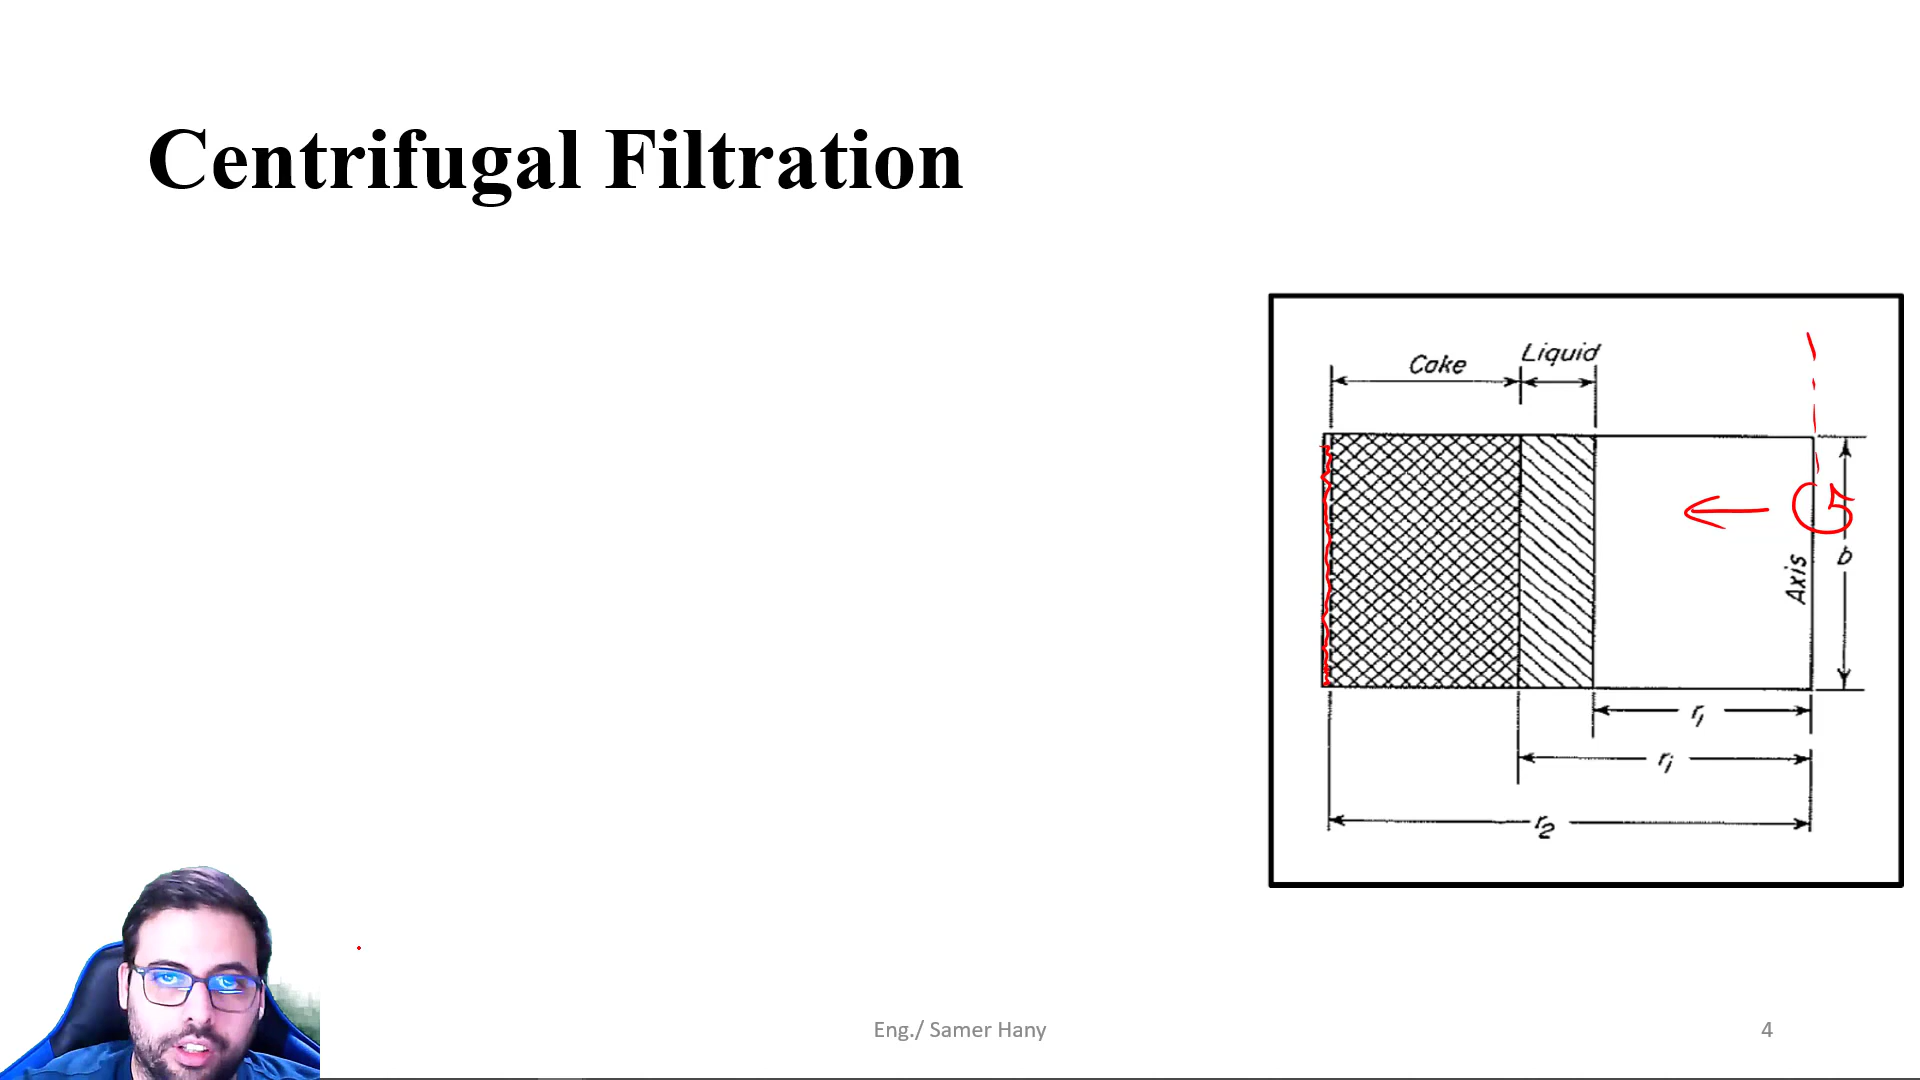 Centrifugal Filtration
Cake
Liquid
Axis
b
r1
ri
r2
Eng./ Samer Hany
4